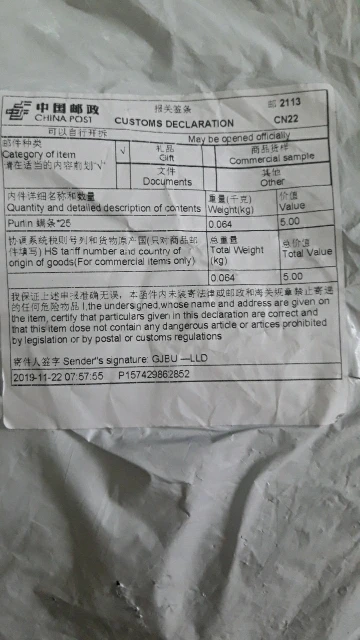 中国邮政 报关签条 邮 2113
CHINA POST CUSTOMS DECLARATION CN22
可以自行开拆 May be opened officially
邮件种类 √ 礼品 商品货样
Category of item Gift Commercial sample
请在适当的内容前划"√" 文件 其他
Documents Other
内件详细名称和数量 重量(千克) 价值
Quantity and detailed description of contents Weight(kg) Value
Purtin *25 0.064 5.00
协调系统税则号列和货物原产国(只对商品邮 总重量 总价值
件填写) HS tariff number and country of Total Weight Total Value
origin of goods(For commercial items only) (kg)
0.064 5.00
我保证上述申报准确无误，本函件内未装寄法律或邮政和海关规章禁止寄递
的任何危险物品I,the undersigned,whose name and address are given on
the item, certify that particulars given in this declaration are correct and
that this item dose not contain any dangerous article or artices prohibited
by legislation or by postal or customs regulations
寄件人签字 Sender"s signature: GJBU —LLD
2019-11-22 07:57:55 P157429862852